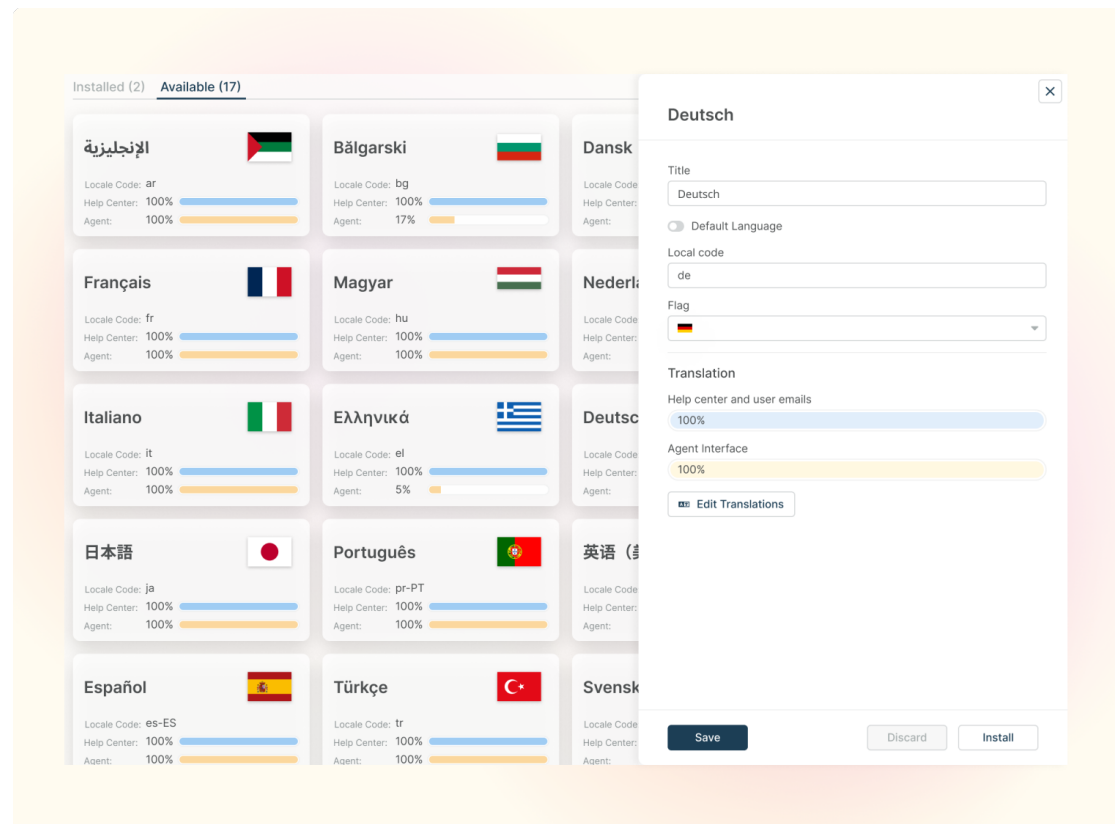 Installed (2) Available (17)
الإنجليزية
Locale Code: ar
Help Center: 100%
Agent: 100%
Bălgarski
Locale Code: bg
Help Center: 100%
Agent: 17%
Dansk
Locale Code
Help Center:
Agent:
Français
Locale Code: fr
Help Center: 100%
Agent: 100%
Magyar
Locale Code: hu
Help Center: 100%
Agent: 100%
Nederla
Locale Code
Help Center:
Agent:
Italiano
Locale Code: it
Help Center: 100%
Agent: 100%
Ελληνικά
Locale Code: el
Help Center: 100%
Agent: 5%
Deutsc
Locale Code
Help Center:
Agent:
日本語
Locale Code: ja
Help Center: 100%
Agent: 100%
Português
Locale Code: pr-PT
Help Center: 100%
Agent: 100%
英语（
Locale Code
Help Center:
Agent:
Español
Locale Code: es-ES
Help Center: 100%
Agent: 100%
Türkçe
Locale Code: tr
Help Center: 100%
Agent: 100%
Svensk
Locale Code
Help Center:
Agent:
Deutsch
Title
Deutsch
Default Language
Local code
de
Flag
Translation
Help center and user emails
100%
Agent Interface
100%
Edit Translations
Save Discard Install